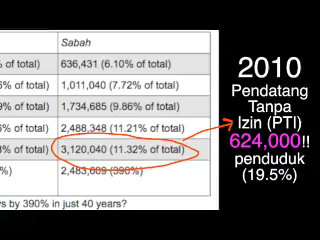 Sabah
% of total) 636,431 (6.10% of total)
6% of total) 1,011,040 (7.72% of total)
9% of total) 1,734,685 (9.86% of total)
6% of total) 2,488,348 (11.21% of total)
3% of total) 3,120,040 (11.32% of total)
%) 2,483,609 (390%)
s by 390% in just 40 years?
2010
Pendatang
Tanpa
Izin (PTI)
624,000!!
penduduk
(19.5%)